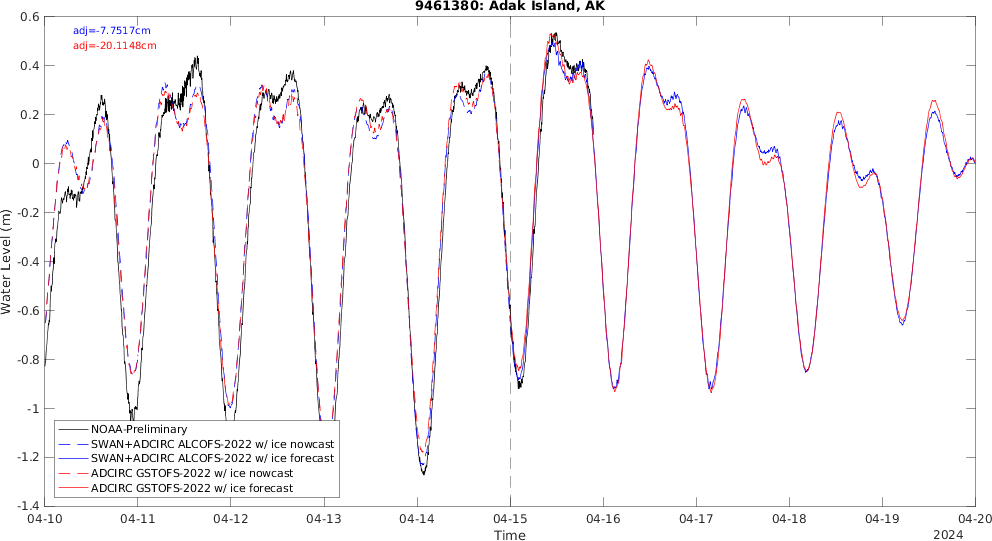 9461380: Adak Island, AK
adj=-7.7517cm
adj=-20.1148cm
Water Level (m)
0.6
0.4
0.2
0
-0.2
-0.4
-0.6
-0.8
-1
-1.2
-1.4
NOAA-Preliminary
SWAN+ADCIRC ALCOFS-2022 w/ ice nowcast
SWAN+ADCIRC ALCOFS-2022 w/ ice forecast
ADCIRC GSTOFS-2022 w/ ice nowcast
ADCIRC GSTOFS-2022 w/ ice forecast
04-10 04-11 04-12 04-13 04-14 04-15 04-16 04-17 04-18 04-19 04-20
Time
2024